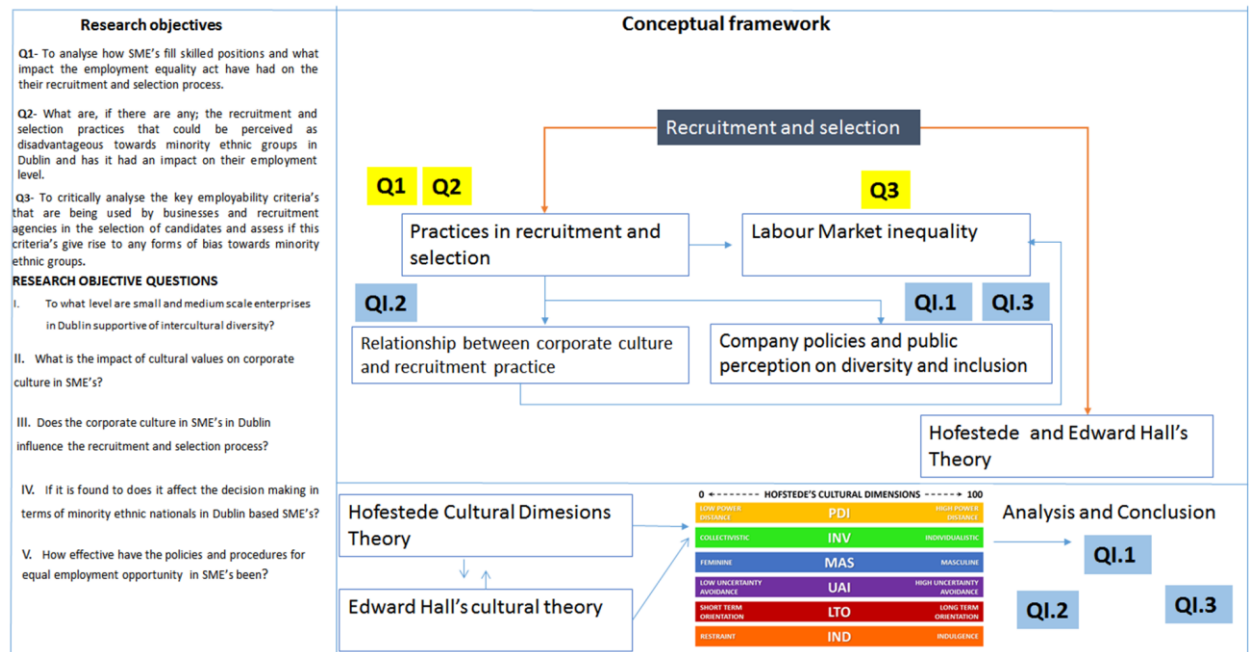 Research objectives
Q1- To analyse how SME's fill skilled positions and what
impact the employment equality act have had on the
their recruitment and selection process.
Q2- What are, if there are any; the recruitment and
selection practices that could be perceived as
disadvantageous towards minority ethnic groups in
Dublin and has it had an impact on their employment
level.
Q3- To critically analyse the key employability criteria's
that are being used by businesses and recruitment
agencies in the selection of candidates and assess if this
criteria's give rise to any forms of bias towards minority
ethnic groups.
RESEARCH OBJECTIVE QUESTIONS
I. To what level are small and medium scale enterprises
in Dublin supportive of intercultural diversity?
II. What is the impact of cultural values on corporate
culture in SME's?
III. Does the corporate culture in SME's in Dublin
influence the recruitment and selection process?
IV. If it is found to does it affect the decision making in
terms of minority ethnic nationals in Dublin based SME's?
V. How effective have the policies and procedures for
equal employment opportunity in SME's been?
Conceptual framework
Recruitment and selection
Q1 Q2
Q3
Practices in recruitment and
selection
Labour Market inequality
QI.2
QI.1 QI.3
Relationship between corporate culture
and recruitment practice
Company policies and public
perception on diversity and inclusion
Hofestede and Edward Hall's
Theory
Hofestede Cultural Dimesions
Theory
Edward Hall's cultural theory
0 HOFSTEDE'S CULTURAL DIMENSIONS 100
LOW POWER
DISTANCE
PDI
HIGH POWER
DISTANCE
COLLECTIVISTIC INV INDIVIDUALISTIC
FEMININE MAS MASCULINE
LOW UNCERTAINTY
AVOIDANCE
UAI
HIGH UNCERTAINTY
AVOIDANCE
SHORT TERM
ORIENTATION
LTO
LONG TERM
ORIENTATION
RESTRAINT IND INDULGENCE
Analysis and Conclusion
QI.1
QI.2
QI.3